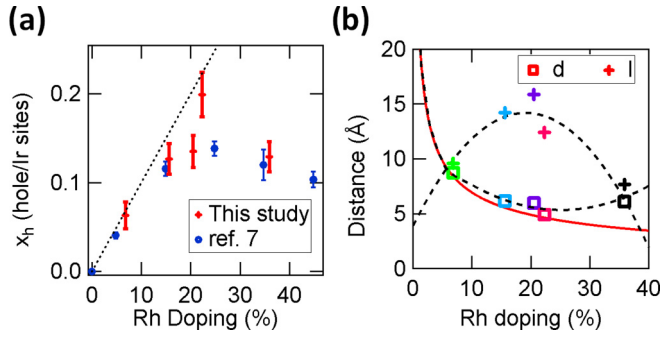 (a)
x_h (hole/Ir sites)
0.2
0.1
0.0
This study
ref. 7
0 10 20 30 40
Rh Doping (%)
(b)
Distance (Å)
20
15
10
5
0
d l
0 10 20 30 40
Rh doping (%)